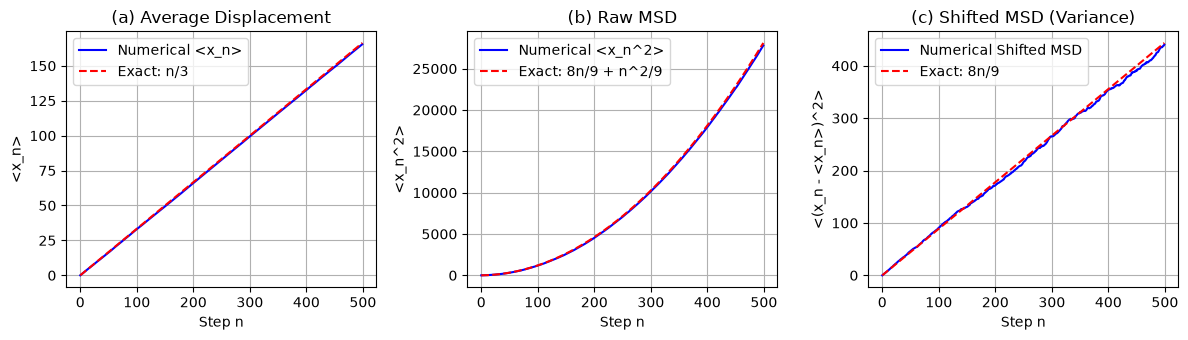 (a) Average Displacement
Numerical <x_n>
Exact: n/3
<x_n>
150
125
100
75
50
25
0
0 100 200 300 400 500
Step n
(b) Raw MSD
Numerical <x_n^2>
Exact: 8n/9 + n^2/9
<x_n^2>
25000
20000
15000
10000
5000
0
0 100 200 300 400 500
Step n
(c) Shifted MSD (Variance)
Numerical Shifted MSD
Exact: 8n/9
<(x_n - <x_n>)^2>
400
300
200
100
0
0 100 200 300 400 500
Step n